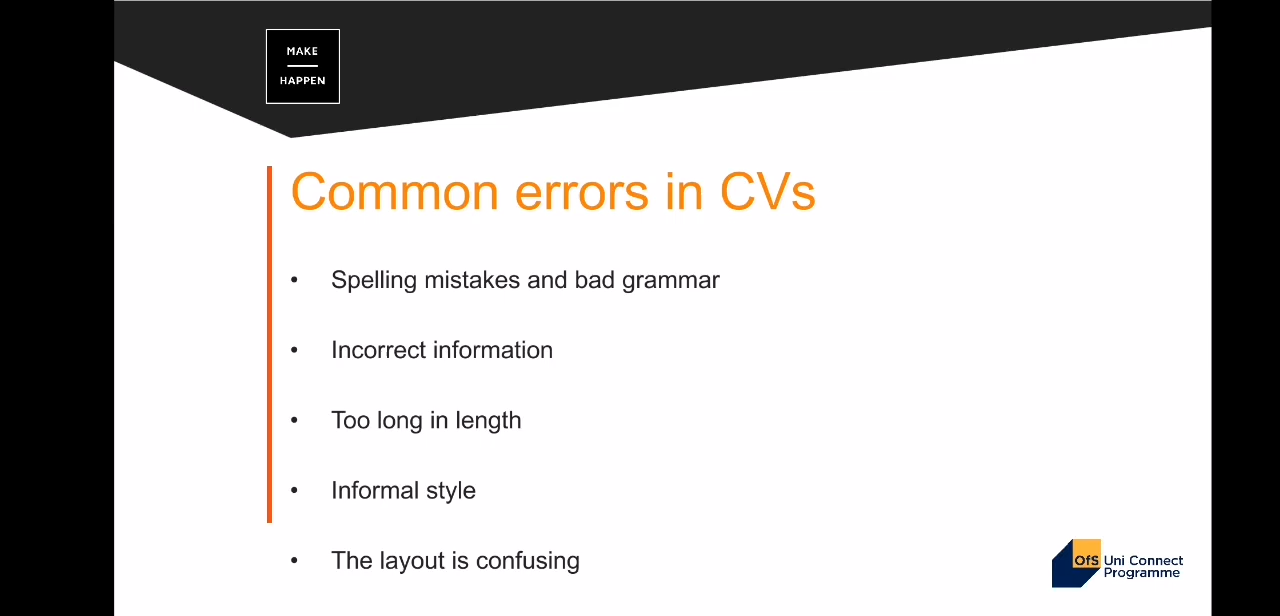 MAKE
HAPPEN
Common errors in CVs
• Spelling mistakes and bad grammar
• Incorrect information
• Too long in length
• Informal style
• The layout is confusing
OfS Uni Connect
Programme